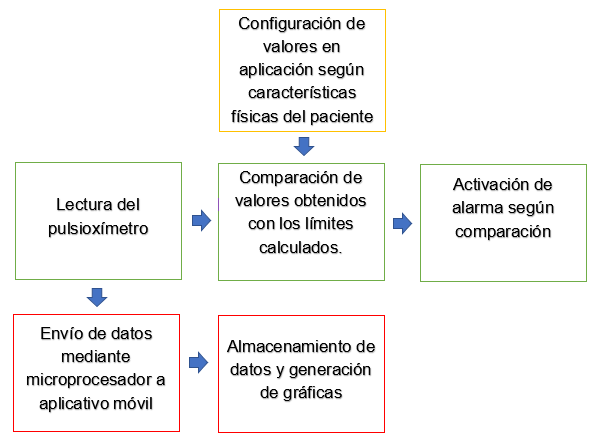 Configuración de
valores en
aplicación según
características
físicas del paciente
Lectura del
pulsioxímetro
Comparación de
valores obtenidos
con los límites
calculados.
Activación de
alarma según
comparación
Envío de datos
mediante
microprocesador a
aplicativo móvil
Almacenamiento de
datos y generación
de gráficas